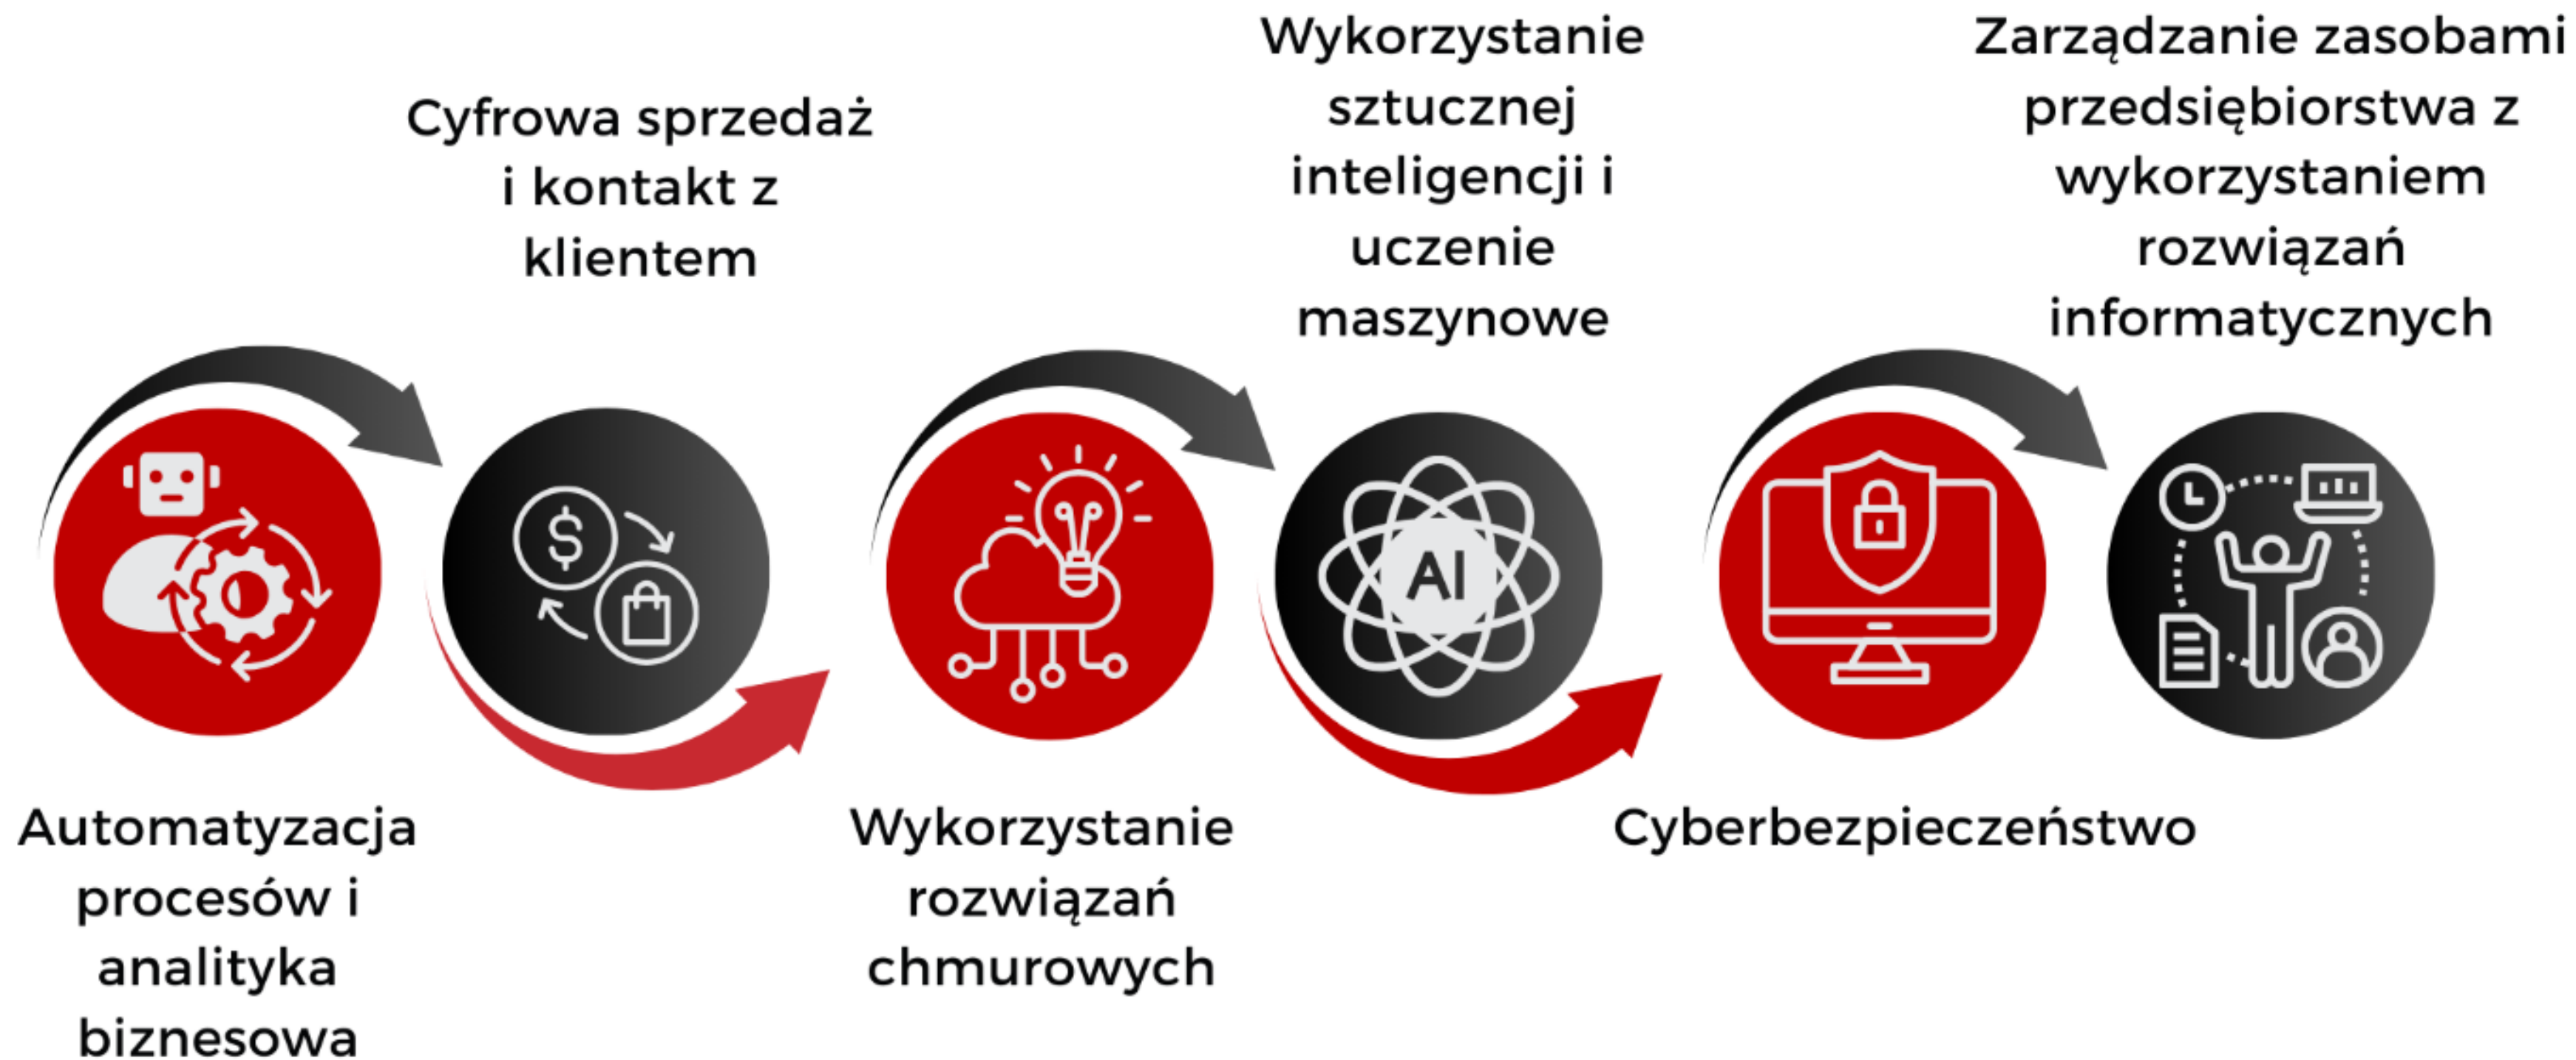 Automatyzacja
procesów i
analityka
biznesowa
Cyfrowa sprzedaż
i kontakt z
klientem
Wykorzystanie
rozwiązań
chmurowych
Wykorzystanie
sztucznej
inteligencji i
uczenie
maszynowe
AI
Cyberbezpieczeństwo
Zarządzanie zasobami
przedsiębiorstwa z
wykorzystaniem
rozwiązań
informatycznych
$